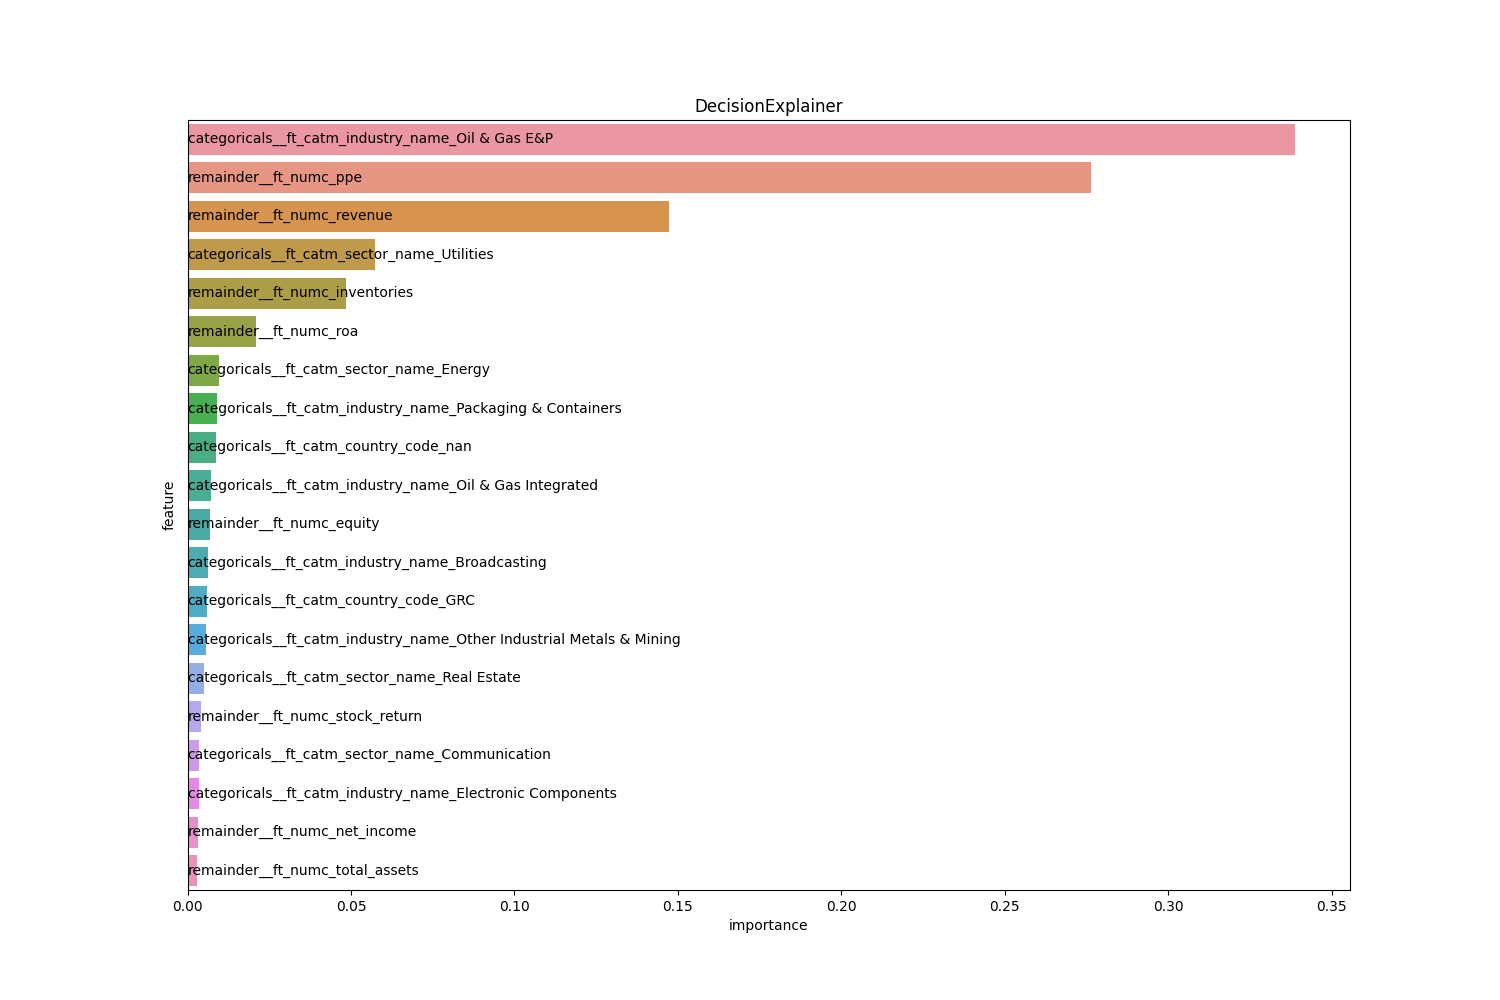 DecisionExplainer
categoricals__ft_catm_industry_name_Oil & Gas E&P
remainder__ft_numc_ppe
remainder__ft_numc_revenue
categoricals__ft_catm_sector_name_Utilities
remainder__ft_numc_inventories
remainder__ft_numc_roa
categoricals__ft_catm_sector_name_Energy
categoricals__ft_catm_industry_name_Packaging & Containers
categoricals__ft_catm_country_code_nan
categoricals__ft_catm_industry_name_Oil & Gas Integrated
remainder__ft_numc_equity
categoricals__ft_catm_industry_name_Broadcasting
categoricals__ft_catm_country_code_GRC
categoricals__ft_catm_industry_name_Other Industrial Metals & Mining
categoricals__ft_catm_sector_name_Real Estate
remainder__ft_numc_stock_return
categoricals__ft_catm_sector_name_Communication
categoricals__ft_catm_industry_name_Electronic Components
remainder__ft_numc_net_income
remainder__ft_numc_total_assets
feature
0.00 0.05 0.10 0.15 0.20 0.25 0.30 0.35
importance